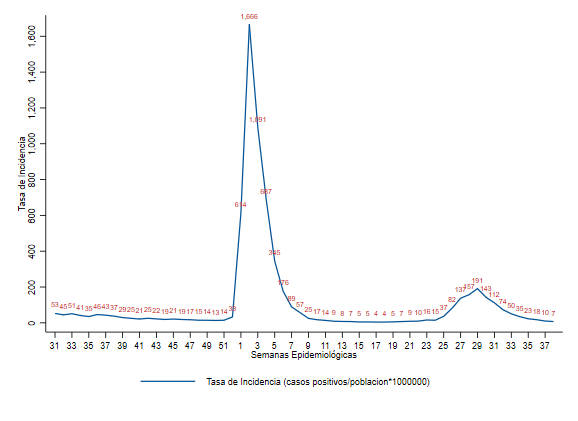 1,666
1,600
1,400
1,200
1,091
1,000
Tasa de Incidencia
800
687
614
600
400
345
200
176
191
137 157 143
89 82 112
53 45 51 41 35 46 43 37 29 25 21 25 22 19 21 19 17 15 14 13 14 33 57 25 17 14 9 8 7 5 5 4 4 5 7 9 10 16 15 37 74 50 35 23 18 10 7
0
31 33 35 37 39 41 43 45 47 49 51 1 3 5 7 9 11 13 15 17 19 21 23 25 27 29 31 33 35 37
Semanas Epidemiológicas
Tasa de Incidencia (casos positivos/poblacion*1000000)